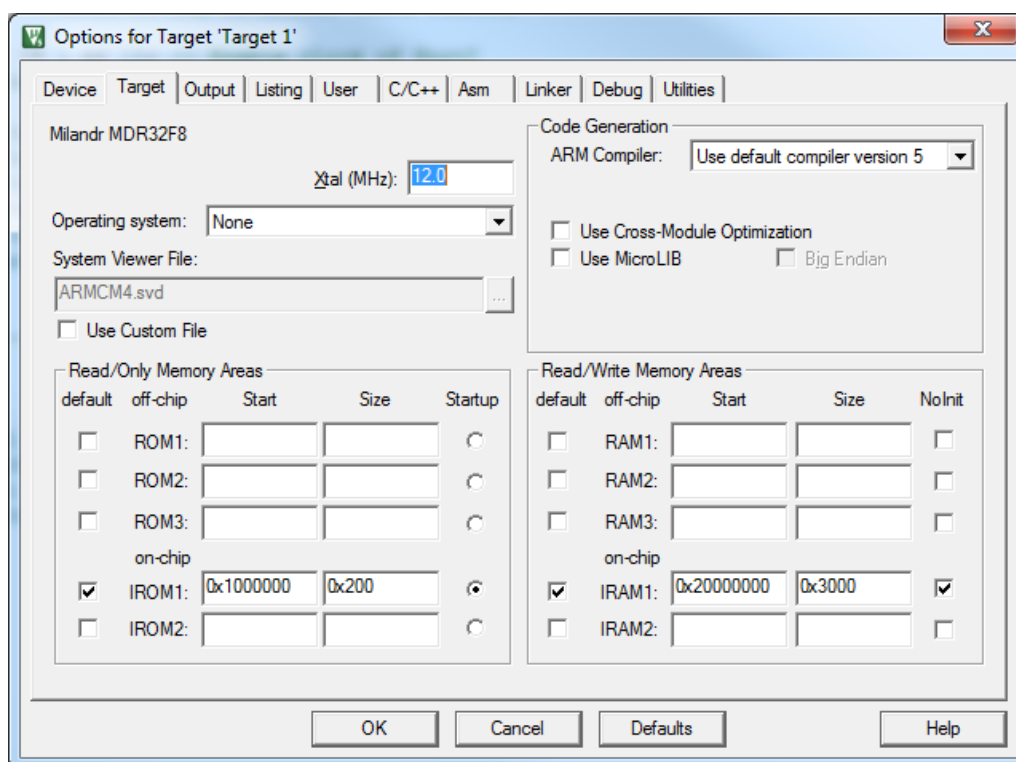 Options for Target 'Target 1'
Device Target Output Listing User C/C++ Asm Linker Debug Utilities
Milandr MDR32F8
Xtal (MHz): 12.0
Operating system: None
System Viewer File:
ARMCM4.svd ...
Use Custom File
Code Generation
ARM Compiler: Use default compiler version 5
Use Cross-Module Optimization
Use MicroLIB Big Endian
Read/Only Memory Areas
default off-chip Start Size Startup
ROM1:
ROM2:
ROM3:
on-chip
IROM1: 0x1000000 0x200
IROM2:
Read/Write Memory Areas
default off-chip Start Size NoInit
RAM1:
RAM2:
RAM3:
on-chip
IRAM1: 0x20000000 0x3000
IRAM2:
OK Cancel Defaults Help